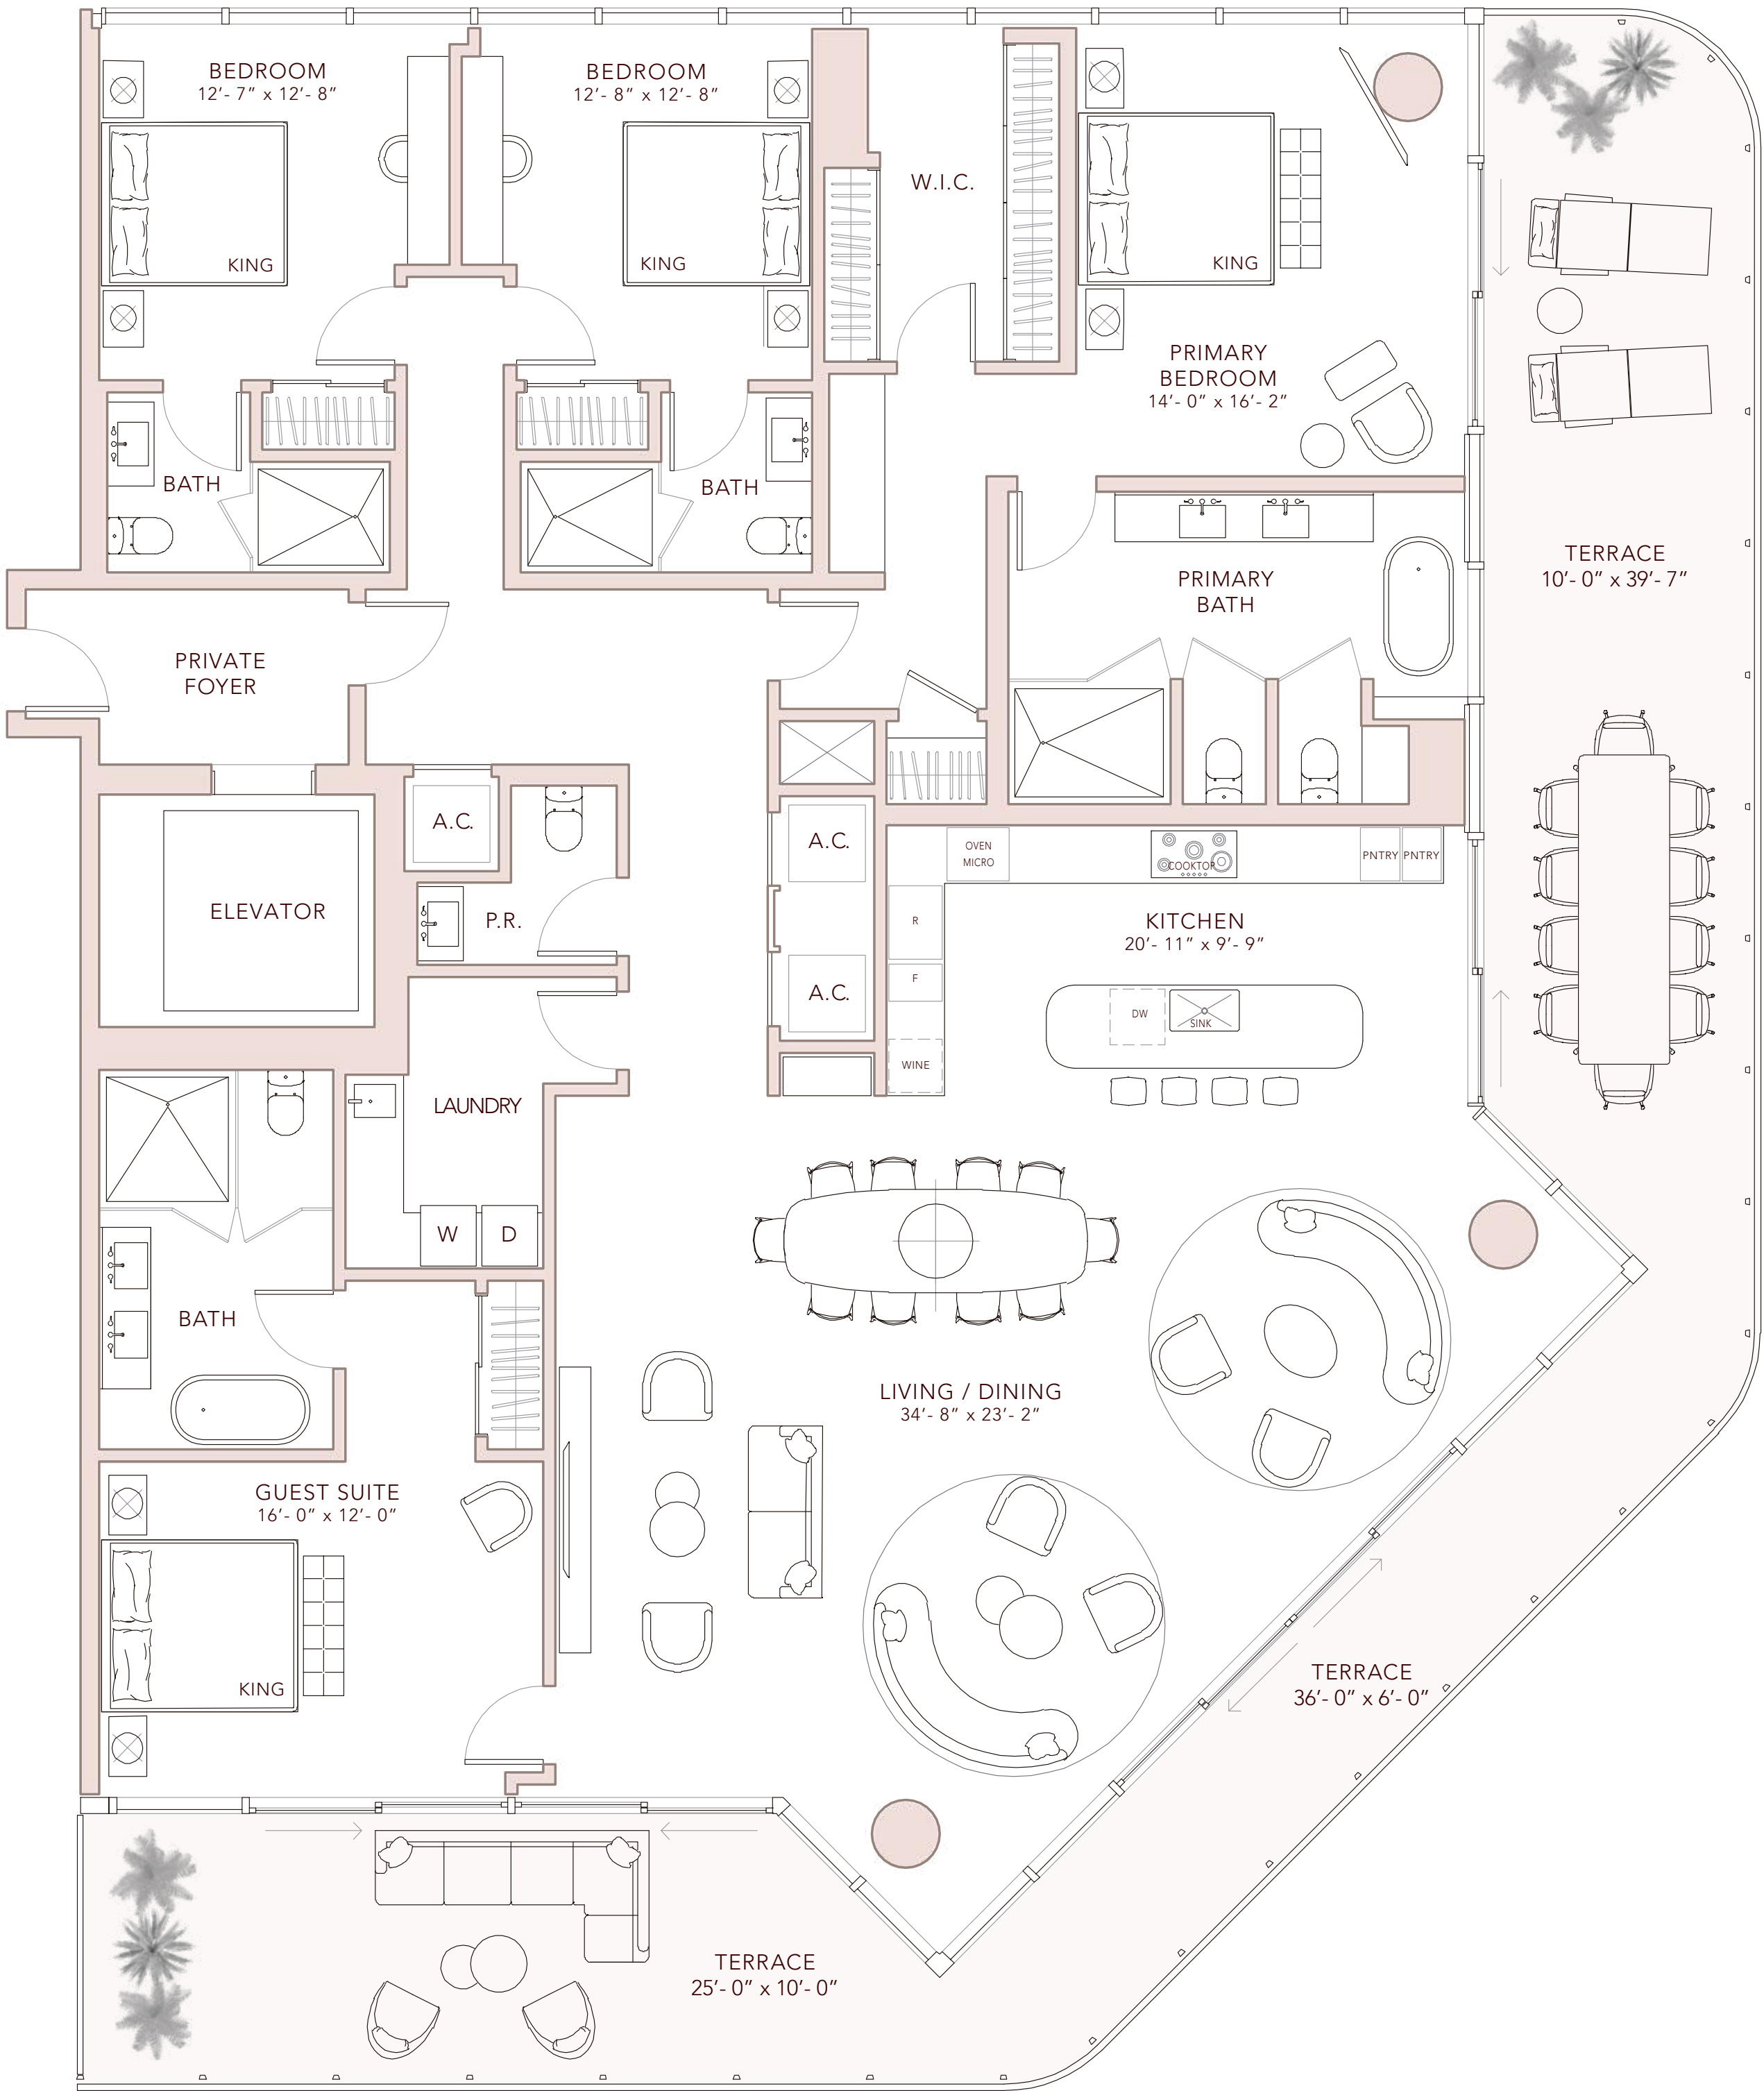 BEDROOM
12'- 7" x 12'- 8"
KING
BEDROOM
12'- 8" x 12'- 8"
KING
W.I.C.
KING
PRIMARY
BEDROOM
14'- 0" x 16'- 2"
BATH
BATH
TERRACE
10'- 0" x 39'- 7"
PRIMARY
BATH
PRIVATE
FOYER
ELEVATOR
A.C.
P.R.
A.C.
A.C.
OVEN
MICRO
COOKTOP
PNTRY
PNTRY
R
F
WINE
KITCHEN
20'- 11" x 9'- 9"
DW
SINK
LAUNDRY
W
D
BATH
LIVING / DINING
34'- 8" x 23'- 2"
GUEST SUITE
16'- 0" x 12'- 0"
KING
TERRACE
36'- 0" x 6'- 0"
TERRACE
25'- 0" x 10'- 0"